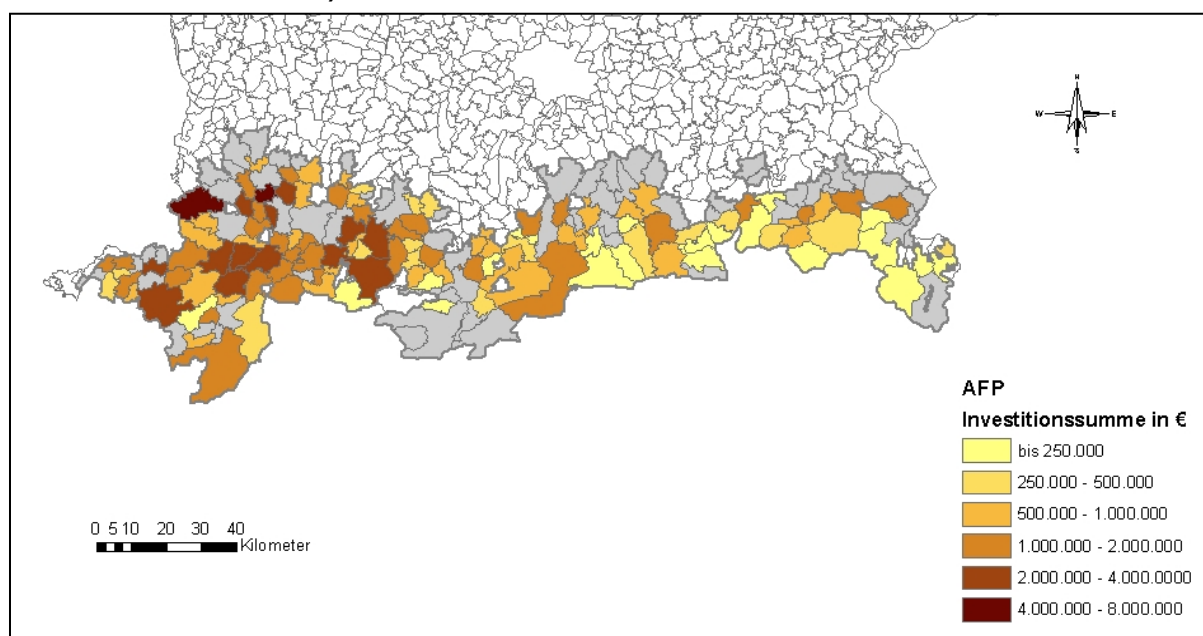 N
W E
S
AFP
Investitionssumme in €
bis 250.000
250.000 - 500.000
500.000 - 1.000.000
1.000.000 - 2.000.000
2.000.000 - 4.000.0000
4.000.000 - 8.000.000
0 5 10 20 30 40
Kilometer